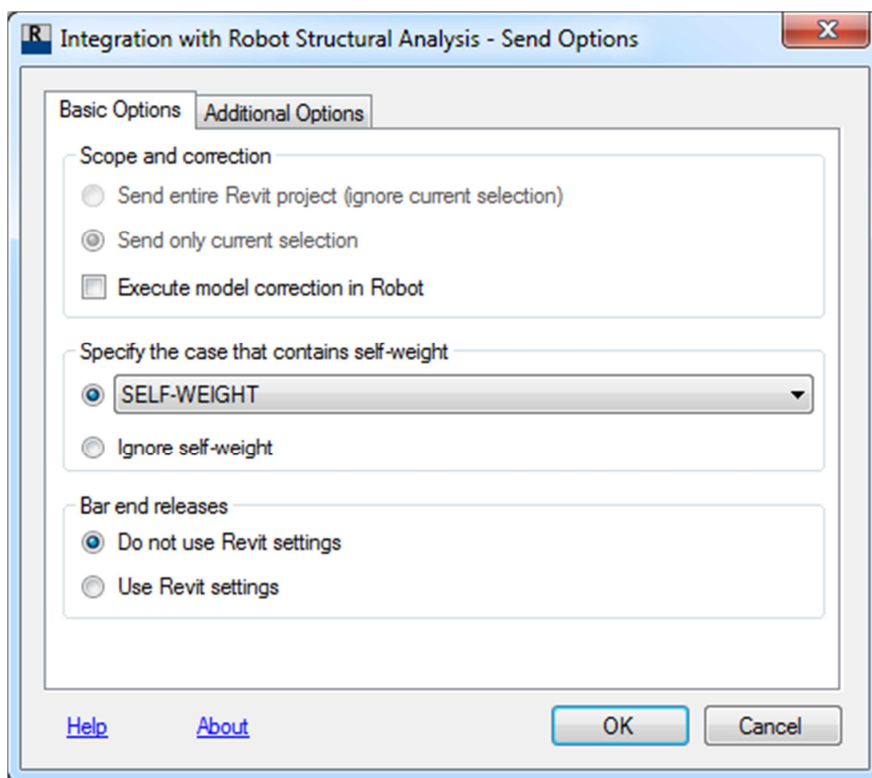 R Integration with Robot Structural Analysis - Send Options
Basic Options Additional Options
Scope and correction
Send entire Revit project (ignore current selection)
Send only current selection
Execute model correction in Robot
Specify the case that contains self-weight
SELF-WEIGHT
Ignore self-weight
Bar end releases
Do not use Revit settings
Use Revit settings
Help About OK Cancel